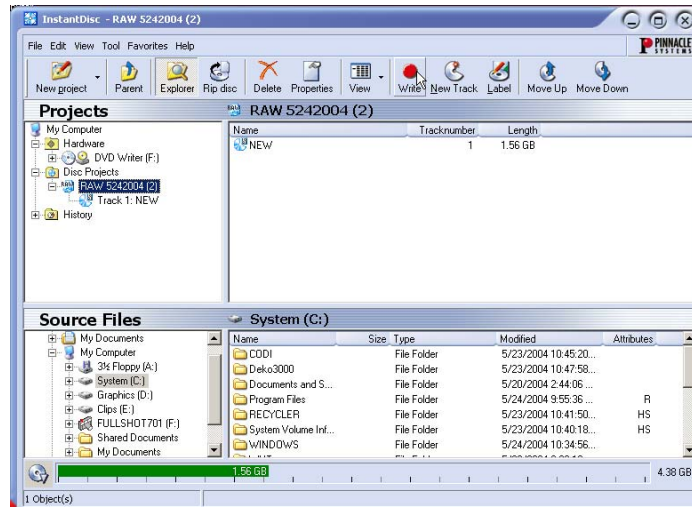 InstantDisc - RAW 5242004 (2)
File Edit View Tool Favorites Help
PINNACLE
SYSTEMS
New project Parent Explorer Rip disc Delete Properties View Write New Track Label Move Up Move Down
Projects
RAW 5242004 (2)
My Computer
Hardware
DVD Writer (F:)
Disc Projects
RAW 5242004 (2)
Track 1: NEW
History
Name Tracknumber Length
NEW 1 1.56 GB
Source Files
System (C:)
My Documents
My Computer
3½ Floppy (A:)
System (C:)
Graphics (D:)
Clips (E:)
FULLSHOT701 (F:)
Shared Documents
My Documents
Name Size Type Modified Attributes
CODI File Folder 5/23/2004 10:45:20...
Deko3000 File Folder 5/23/2004 10:47:58...
Documents and S... File Folder 5/20/2004 2:44:06 ...
Program Files File Folder 5/24/2004 9:55:36 ... R
RECYCLER File Folder 5/23/2004 10:41:50... HS
System Volume Inf... File Folder 5/23/2004 10:40:18... HS
WINDOWS File Folder 5/24/2004 10:34:56...
1.56 GB 4.38 GB
1 Object(s)